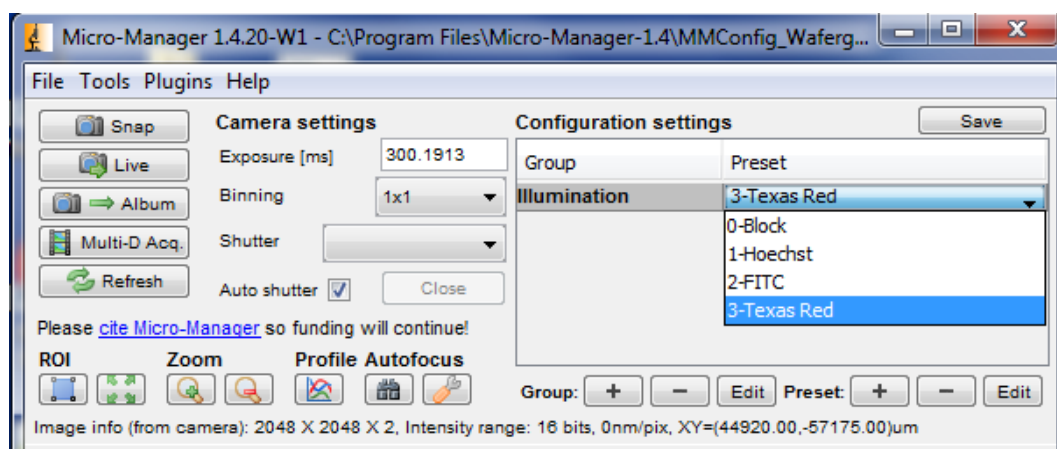 Micro-Manager 1.4.20-W1 - C:\Program Files\Micro-Manager-1.4\MMConfig_Waferg...
File Tools Plugins Help
Snap
Live
Album
Multi-D Acq.
Refresh
Camera settings
Exposure [ms] 300.1913
Binning 1x1
Shutter
Auto shutter Close
Configuration settings Save
Group Preset
Illumination 3-Texas Red
0-Block
1-Hoechst
2-FITC
3-Texas Red
Please cite Micro-Manager so funding will continue!
ROI Zoom Profile Autofocus
Group: + − Edit Preset: + − Edit
Image info (from camera): 2048 X 2048 X 2, Intensity range: 16 bits, 0nm/pix, XY=(44920.00,-57175.00)um